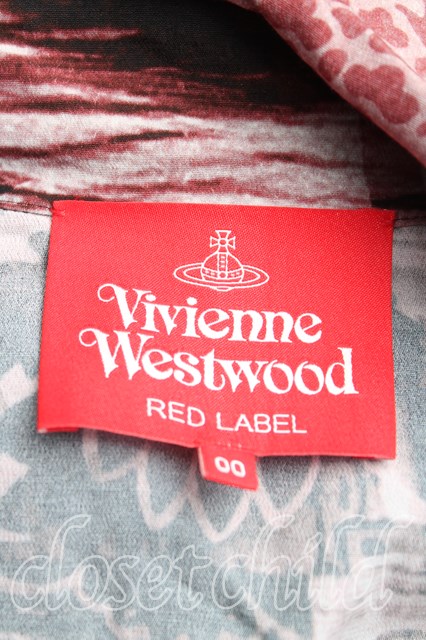 Vivienne
Westwood
RED LABEL
00
closet child